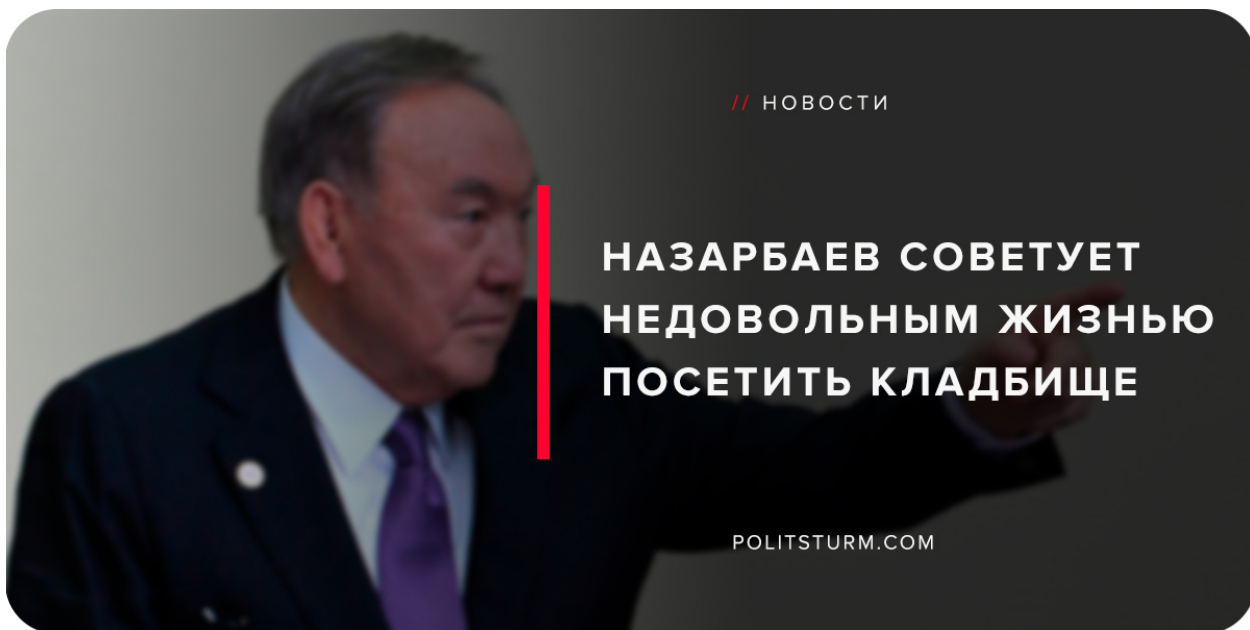 // НОВОСТИ
НАЗАРБАЕВ СОВЕТУЕТ
НЕДОВОЛЬНЫМ ЖИЗНЬЮ
ПОСЕТИТЬ КЛАДБИЩЕ
POLITSTURM.COM